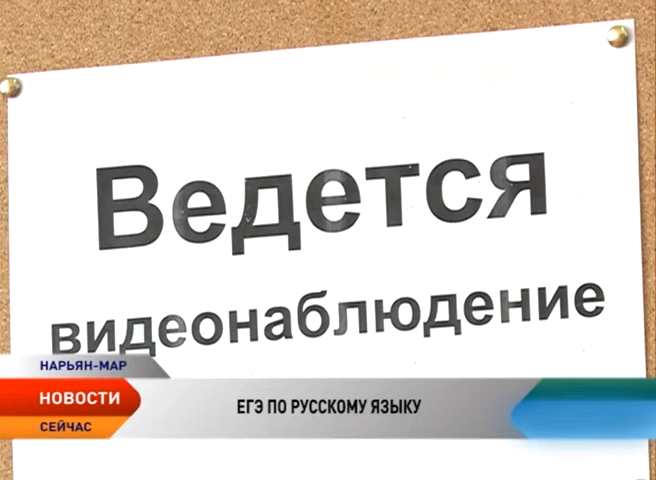 Ведется
видеонаблюдение
НАРЬЯН-МАР
НОВОСТИ
ЕГЭ ПО РУССКОМУ ЯЗЫКУ
СЕЙЧАС